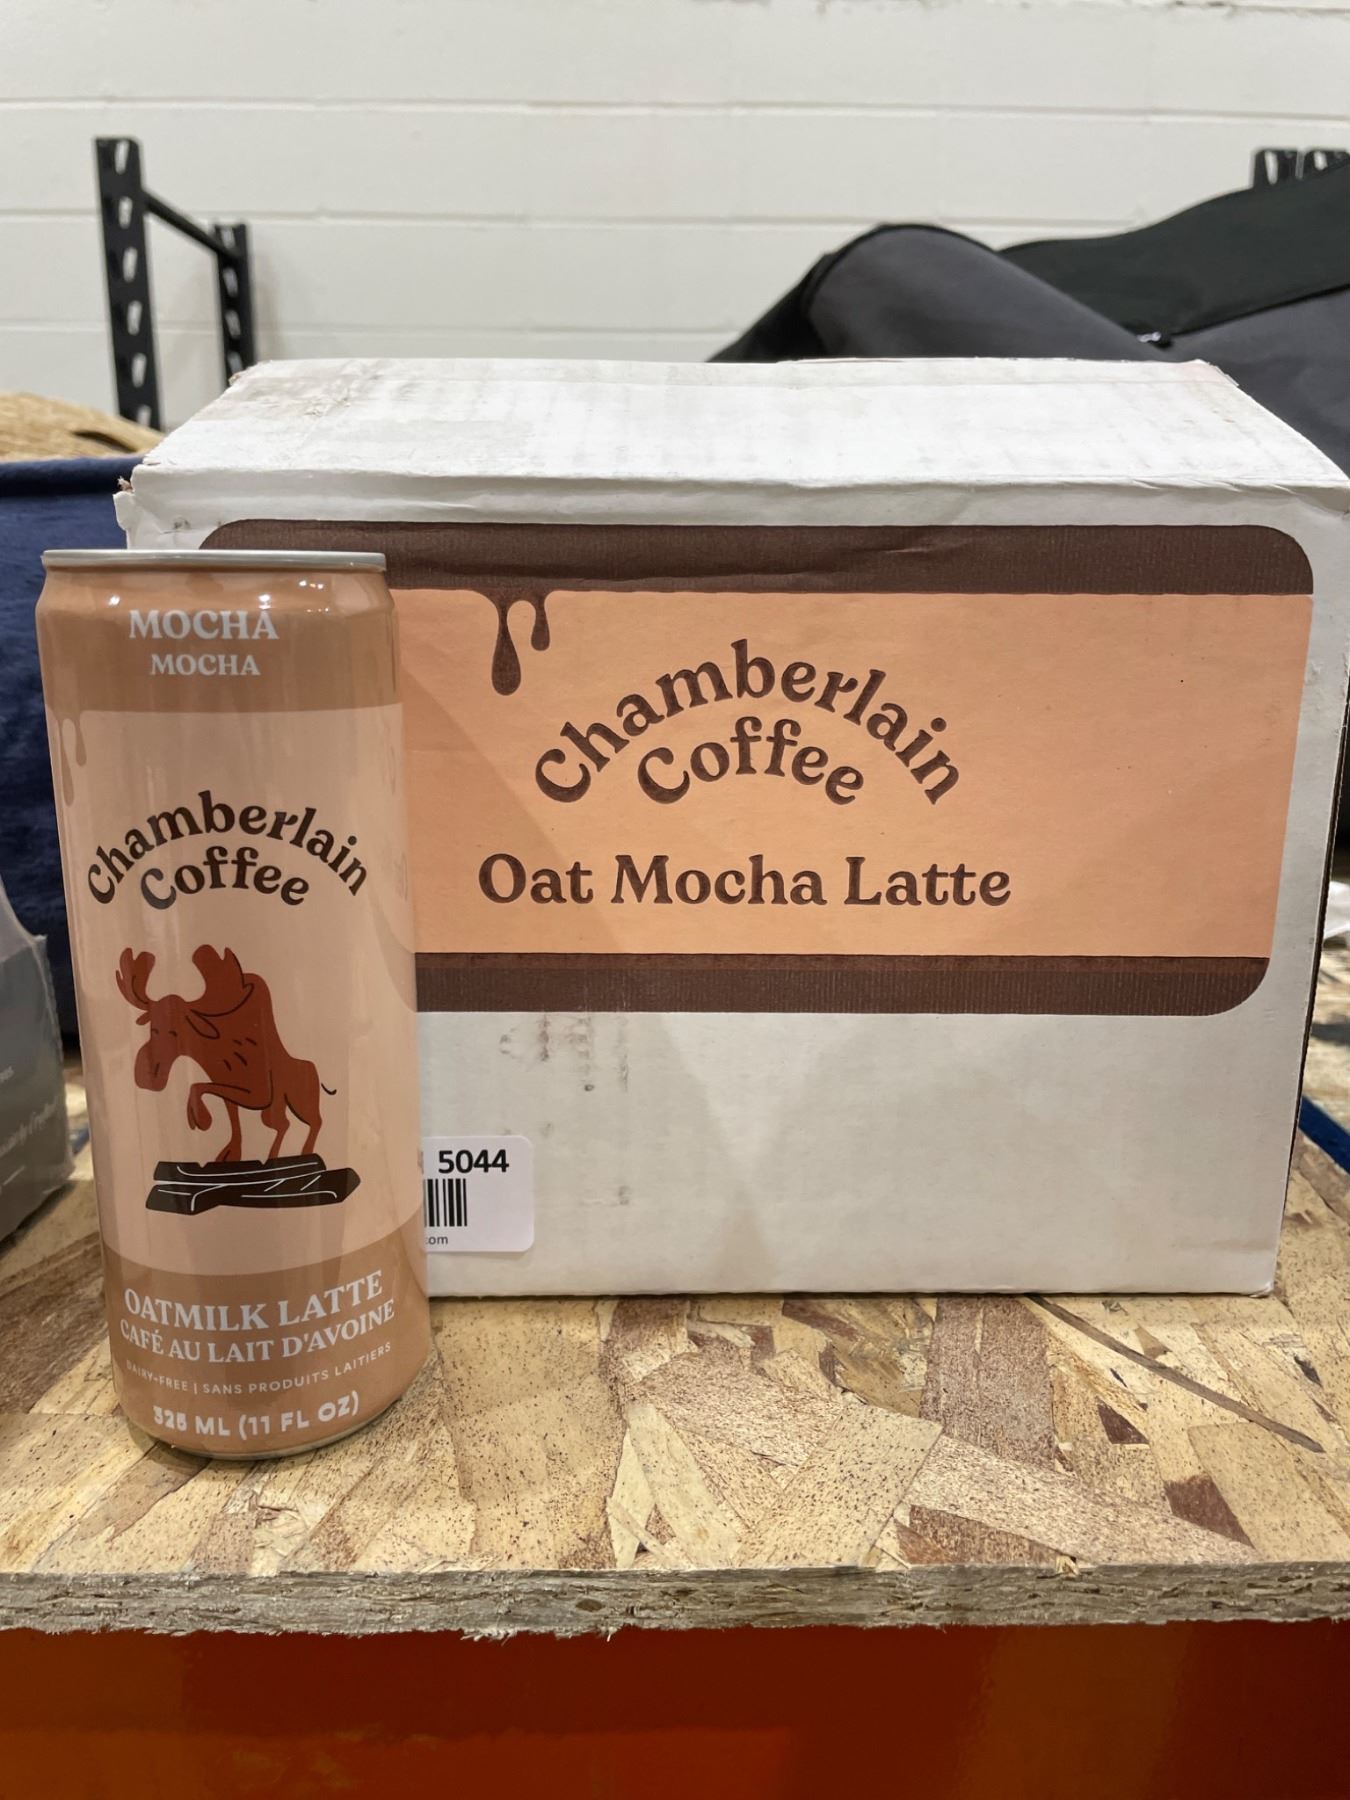 MOCHA
MOCHA
Chamberlain
Coffee
OATMILK LATTE
CAFÉ AU LAIT D'AVOINE
DAIRY-FREE | SANS PRODUITS LAITIERS
325 ML (11 FL OZ)
Chamberlain
Coffee
Oat Mocha Latte
5044
.com